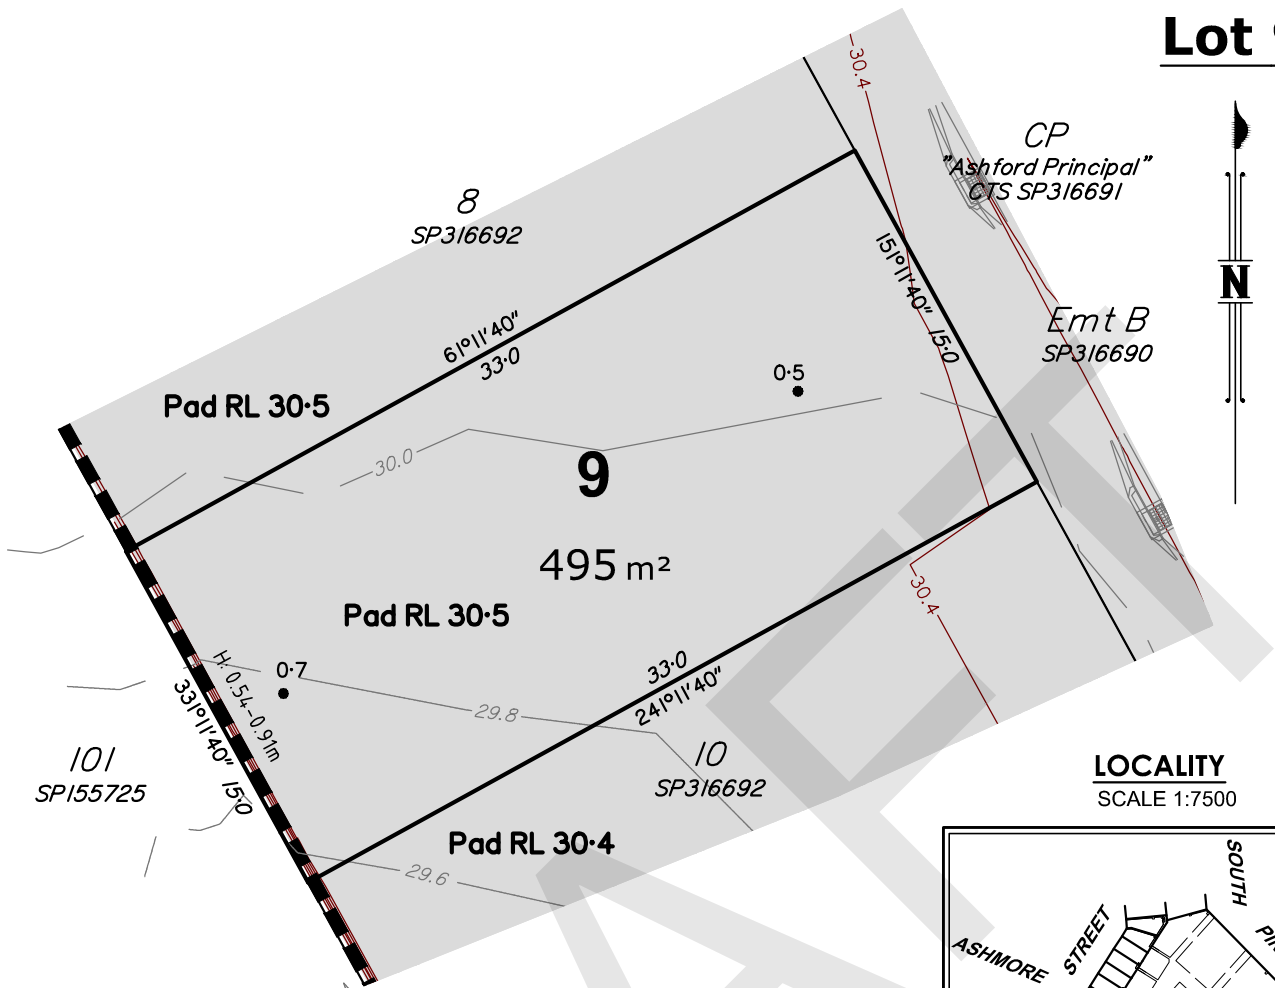 Lot
30.4
CP
"Ashford Principal"
CTS SP316691
8
SP316692
151°11'40" 15·0
N
61°11'40"
33·0
Emt B
SP316690
0·5
Pad RL 30·5
30.0
9
495 m²
30.4
Pad RL 30·5
0·7
H: 0.54-0.91m
331°11'40" 15·0
33·0
241°11'40"
29.8
10
SP316692
101
SP155725
LOCALITY
SCALE 1:7500
Pad RL 30·4
29.6
SOUTH
STREET
ASHMORE